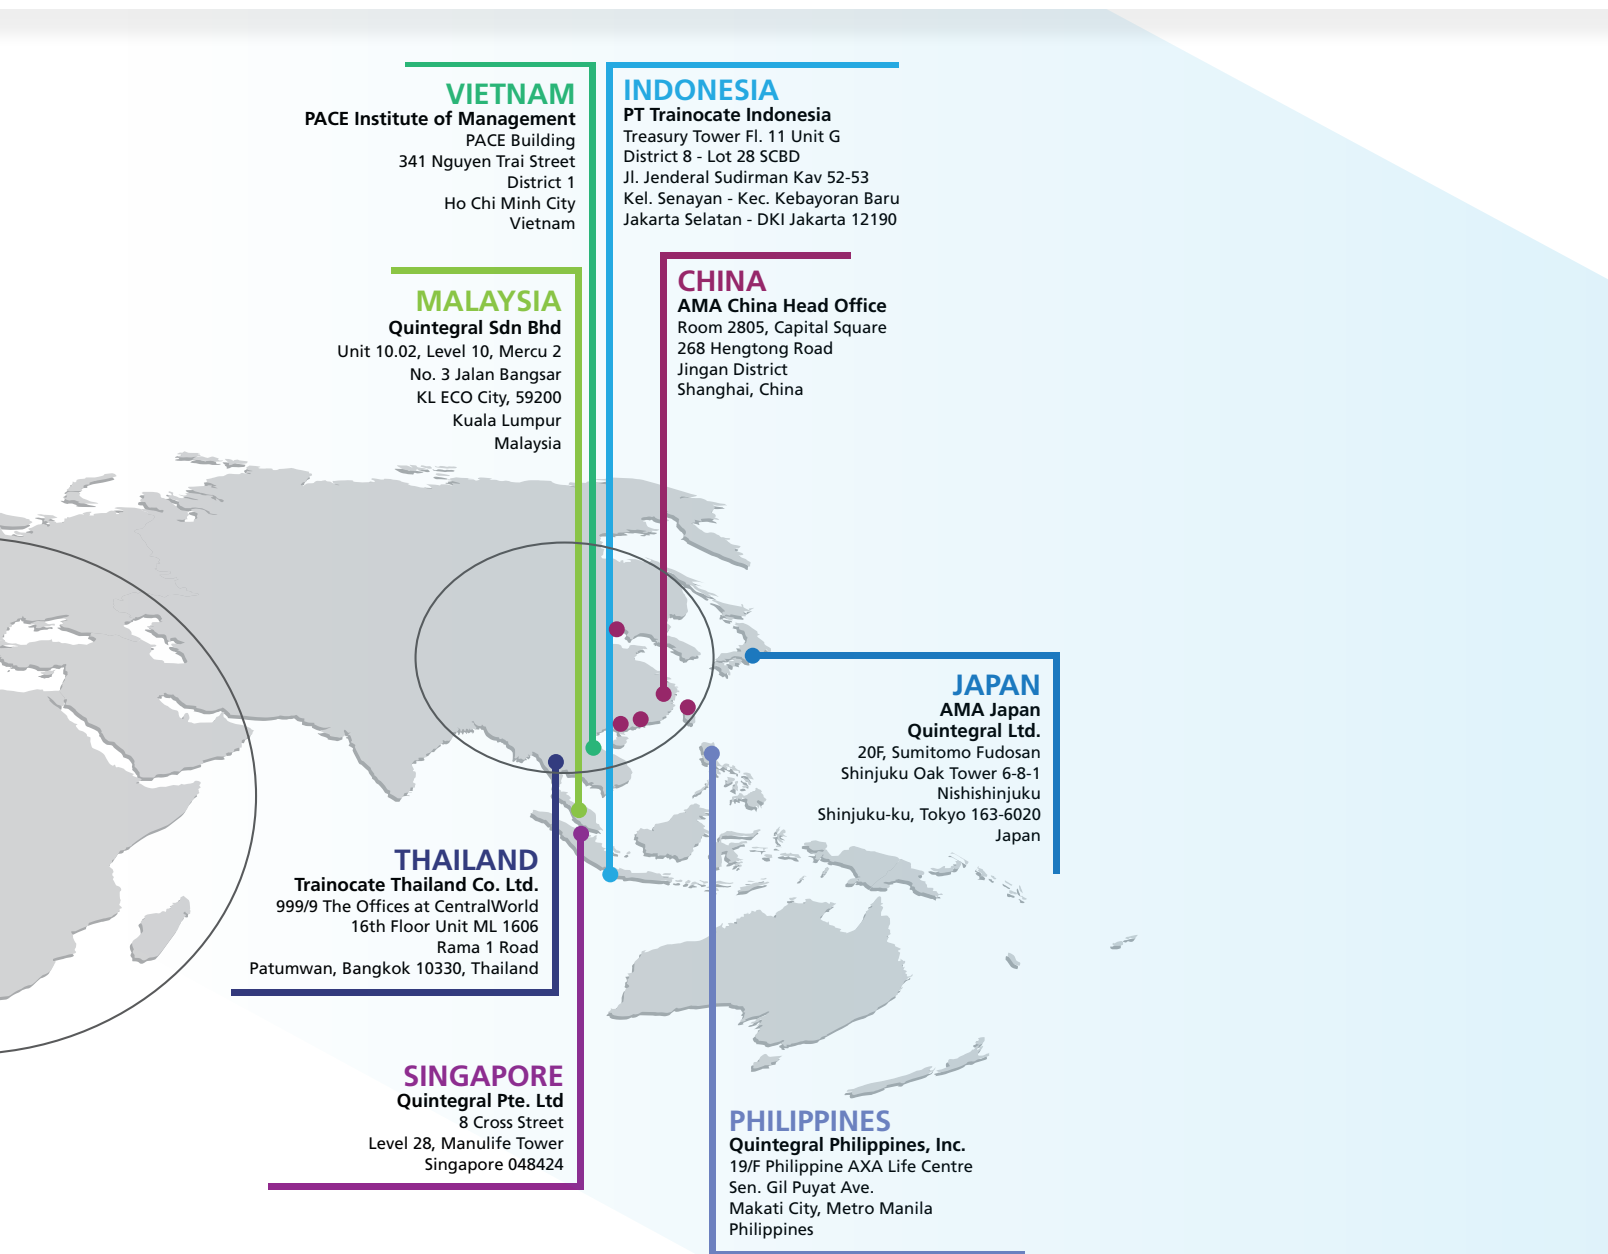 VIETNAM
PACE Institute of Management
PACE Building
341 Nguyen Trai Street
District 1
Ho Chi Minh City
Vietnam
INDONESIA
PT Trainocate Indonesia
Treasury Tower Fl. 11 Unit G
District 8 - Lot 28 SCBD
Jl. Jenderal Sudirman Kav 52-53
Kel. Senayan - Kec. Kebayoran Baru
Jakarta Selatan - DKI Jakarta 12190
MALAYSIA
Quintegral Sdn Bhd
Unit 10.02, Level 10, Mercu 2
No. 3 Jalan Bangsar
KL ECO City, 59200
Kuala Lumpur
Malaysia
CHINA
AMA China Head Office
Room 2805, Capital Square
268 Hengtong Road
Jingan District
Shanghai, China
JAPAN
AMA Japan
Quintegral Ltd.
20F, Sumitomo Fudosan
Shinjuku Oak Tower 6-8-1
Nishishinjuku
Shinjuku-ku, Tokyo 163-6020
Japan
THAILAND
Trainocate Thailand Co. Ltd.
999/9 The Offices at CentralWorld
16th Floor Unit ML 1606
Rama 1 Road
Patumwan, Bangkok 10330, Thailand
SINGAPORE
Quintegral Pte. Ltd
8 Cross Street
Level 28, Manulife Tower
Singapore 048424
PHILIPPINES
Quintegral Philippines, Inc.
19/F Philippine AXA Life Centre
Sen. Gil Puyat Ave.
Makati City, Metro Manila
Philippines